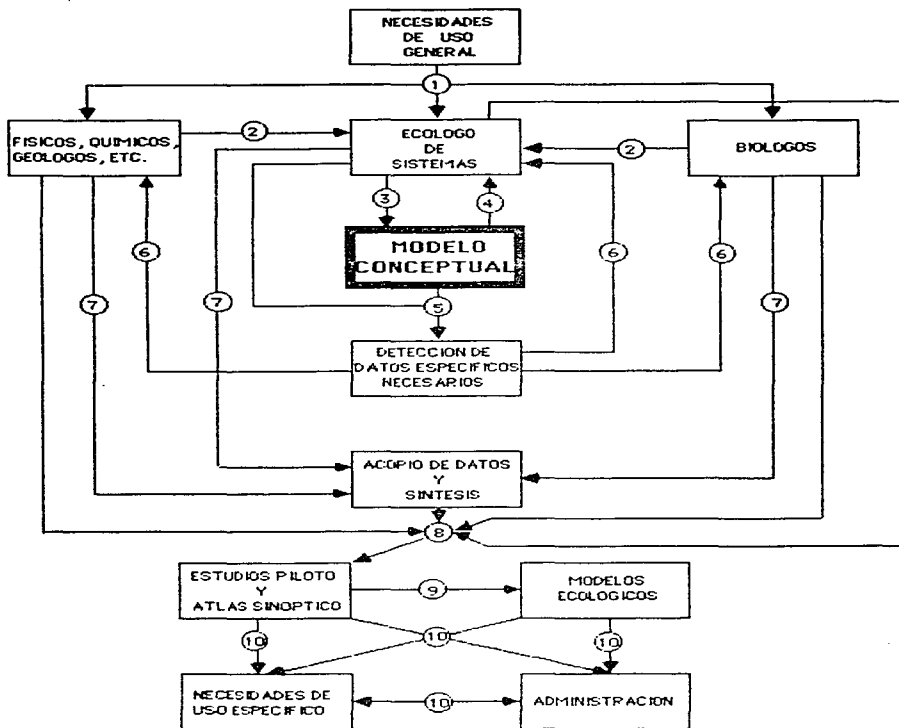 NECESIDADES
DE USO
GENERAL
1
FISICOS, QUIMICOS,
GEOLOGOS, ETC.
2
ECOLOGO
DE
SISTEMAS
2
BIOLOGOS
3
4
MODELO
CONCEPTUAL
6
6
6
7
7
5
7
DETECCION DE
DATOS ESPECIFICOS
NECESARIOS
ACOPIO DE DATOS
Y
SINTESIS
8
ESTUDIOS PILOTO
Y
ATLAS SINOPTICO
9
MODELOS
ECOLOGICOS
10
10
10
NECESIDADES DE
USO ESPECIFICO
10
ADMINISTRACION